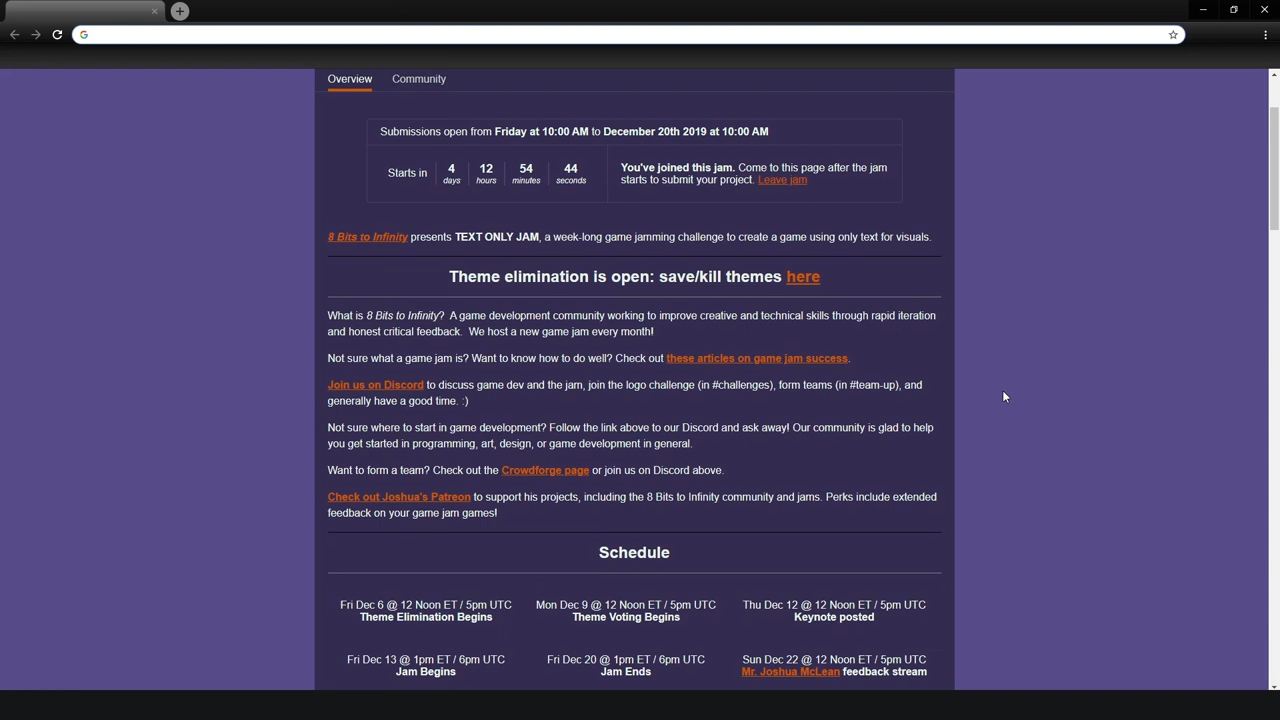 Overview Community
Submissions open from Friday at 10:00 AM to December 20th 2019 at 10:00 AM
Starts in 4 days 12 hours 54 minutes 44 seconds
You've joined this jam. Come to this page after the jam
starts to submit your project. Leave jam
8 Bits to Infinity presents TEXT ONLY JAM, a week-long game jamming challenge to create a game using only text for visuals.
Theme elimination is open: save/kill themes here
What is 8 Bits to Infinity? A game development community working to improve creative and technical skills through rapid iteration
and honest critical feedback. We host a new game jam every month!
Not sure what a game jam is? Want to know how to do well? Check out these articles on game jam success.
Join us on Discord to discuss game dev and the jam, join the logo challenge (in #challenges), form teams (in #team-up), and
generally have a good time. :)
Not sure where to start in game development? Follow the link above to our Discord and ask away! Our community is glad to help
you get started in programming, art, design, or game development in general.
Want to form a team? Check out the Crowdforge page or join us on Discord above.
Check out Joshua's Patreon to support his projects, including the 8 Bits to Infinity community and jams. Perks include extended
feedback on your game jam games!
Schedule
Fri Dec 6 @ 12 Noon ET / 5pm UTC Mon Dec 9 @ 12 Noon ET / 5pm UTC Thu Dec 12 @ 12 Noon ET / 5pm UTC
Theme Elimination Begins Theme Voting Begins Keynote posted
Fri Dec 13 @ 1pm ET / 6pm UTC Fri Dec 20 @ 1pm ET / 6pm UTC Sun Dec 22 @ 12 Noon ET / 5pm UTC
Jam Begins Jam Ends Mr. Joshua McLean feedback stream